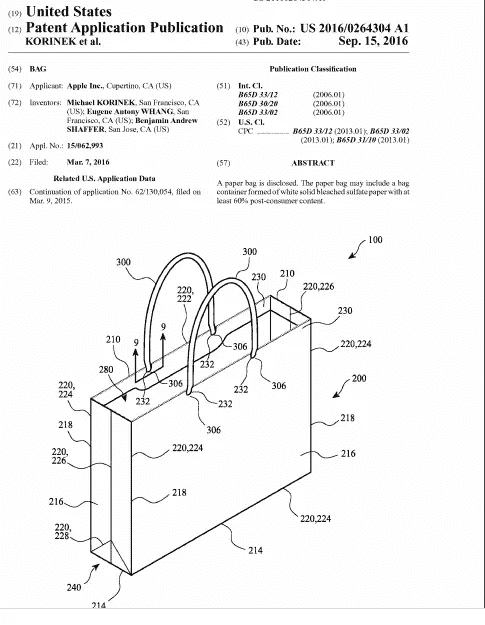 (19) United States
(12) Patent Application Publication (10) Pub. No.: US 2016/0264304 A1
KORINEK et al. (43) Pub. Date: Sep. 15, 2016
(54) BAG
(71) Applicant: Apple Inc., Cupertino, CA (US)
(72) Inventors: Michael KORINEK, San Francisco, CA
(US); Eugene Antony WHANG, San
Francisco, CA (US); Benjamin Andrew
SHAFFER, San Jose, CA (US)
(21) Appl. No.: 15/062,993
(22) Filed: Mar. 7, 2016
Related U.S. Application Data
(63) Continuation of application No. 62/130,054, filed on
Mar. 9, 2015.
Publication Classification
(51) Int. Cl.
B65D 33/12 (2006.01)
B65D 30/20 (2006.01)
B65D 33/02 (2006.01)
(52) U.S. Cl.
CPC .............. B65D 33/12 (2013.01); B65D 33/02
(2013.01); B65D 31/10 (2013.01)
(57) ABSTRACT
A paper bag is disclosed. The paper bag may include a bag
container formed of white solid bleached sulfate paper with at
least 60% post-consumer content.
100
300
300
230
210
220,
222
220,226
230
9
9
210
306
220,224
280
232
306
232
306
200
220,
224
232
232
306
218
218
220,
226
220,224
216
216
218
220,
228
220,224
214
240
214